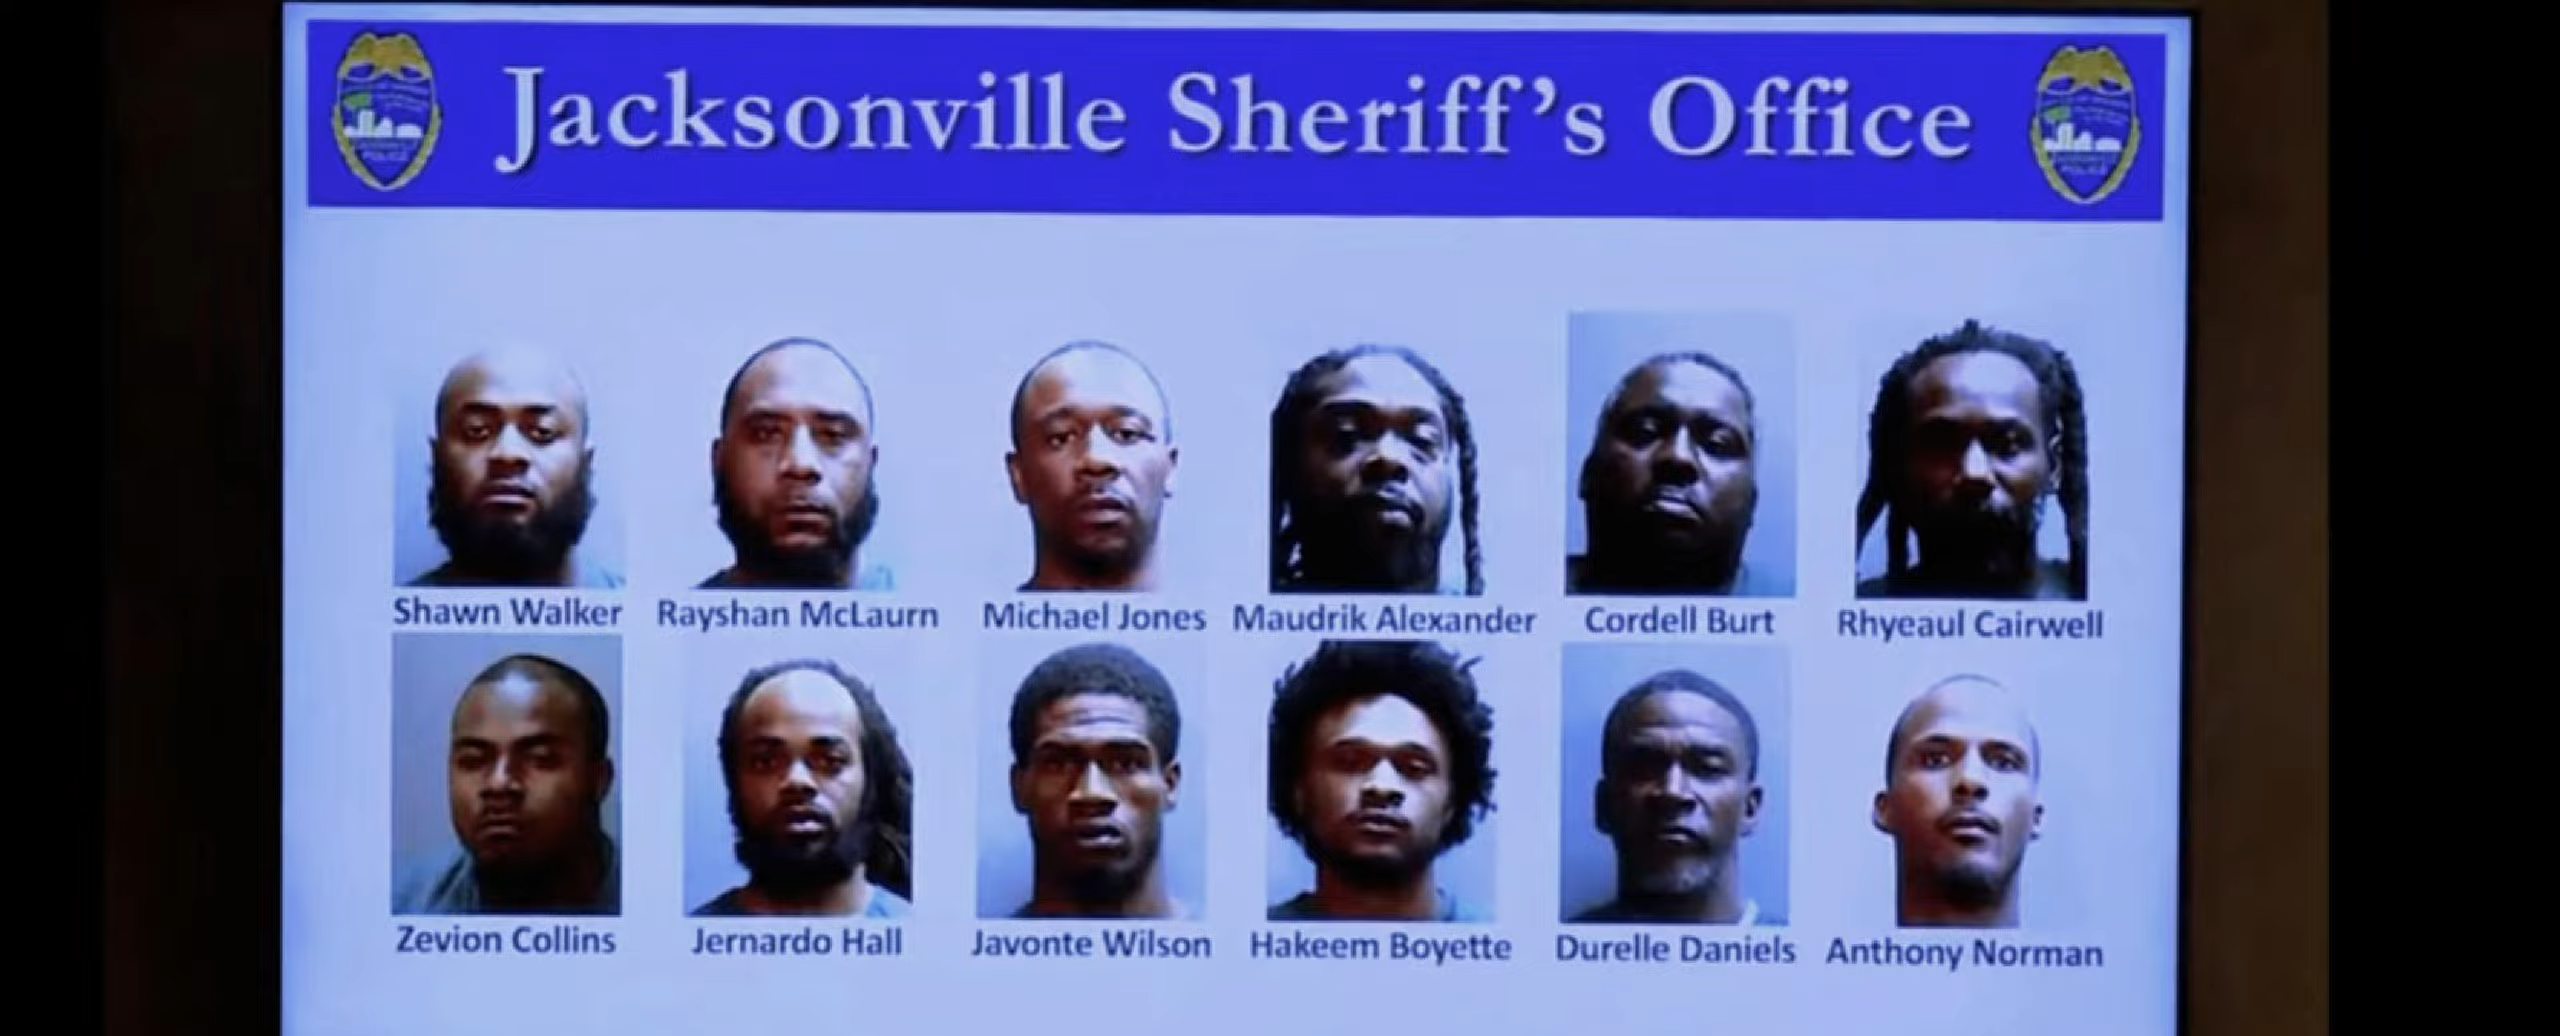 Jacksonville Sheriff's Office
Shawn Walker
Rayshan McLaurn
Michael Jones
Maudrik Alexander
Cordell Burt
Rhyeaul Cairwell
Zevion Collins
Jernardo Hall
Javonte Wilson
Hakeem Boyette
Durelle Daniels
Anthony Norman